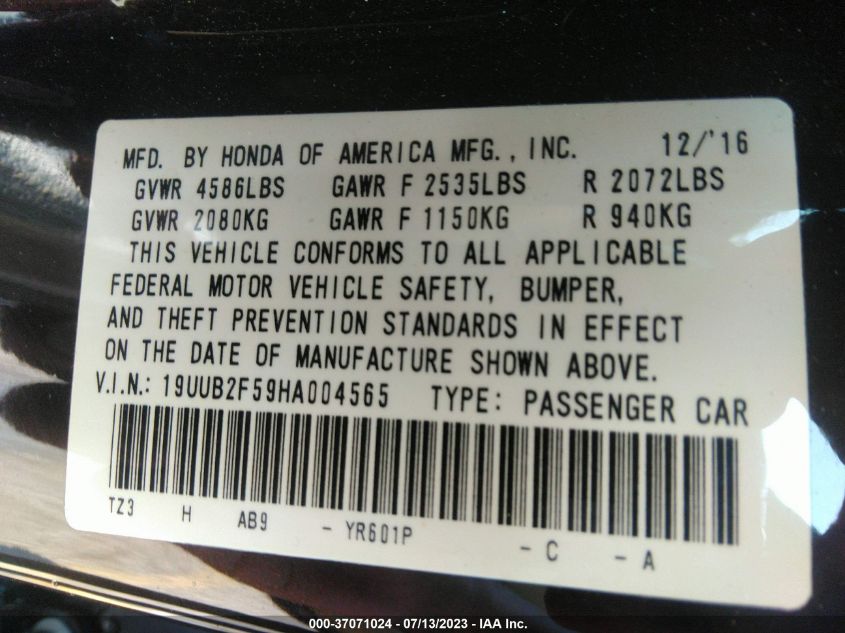 MFD. BY HONDA OF AMERICA MFG., INC. 12/'16
GVWR 4586LBS GAWR F 2535LBS R 2072LBS
GVWR 2080KG GAWR F 1150KG R 940KG
THIS VEHICLE CONFORMS TO ALL APPLICABLE
FEDERAL MOTOR VEHICLE SAFETY, BUMPER,
AND THEFT PREVENTION STANDARDS IN EFFECT
ON THE DATE OF MANUFACTURE SHOWN ABOVE.
V.I.N.: 19UUB2F59HA004565 TYPE: PASSENGER CAR
TZ3 H AB9 - YR601P - C - A
000-37071024 / 07/13/2023 - IAA Inc.